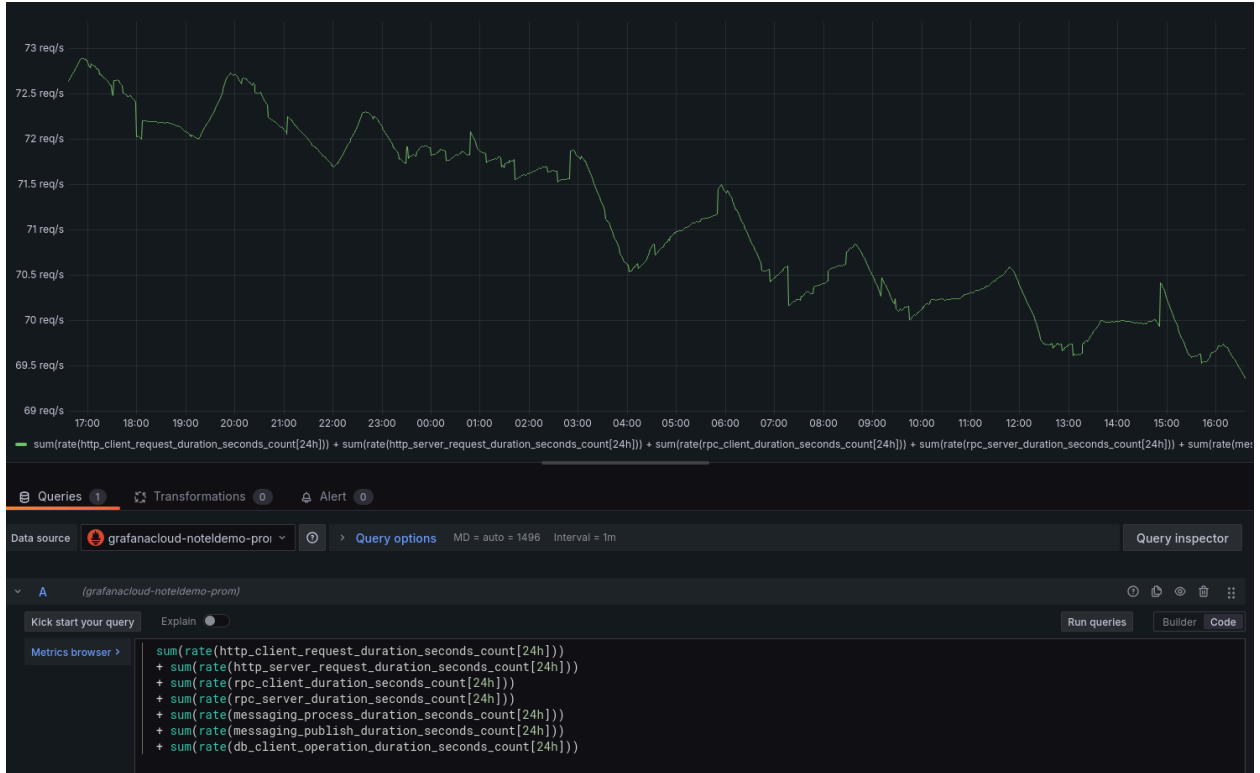 73 req/s
72.5 req/s
72 req/s
71.5 req/s
71 req/s
70.5 req/s
70 req/s
69.5 req/s
69 req/s
17:00 18:00 19:00 20:00 21:00 22:00 23:00 00:00 01:00 02:00 03:00 04:00 05:00 06:00 07:00 08:00 09:00 10:00 11:00 12:00 13:00 14:00 15:00 16:00
sum(rate(http_client_request_duration_seconds_count[24h])) + sum(rate(http_server_request_duration_seconds_count[24h])) + sum(rate(rpc_client_duration_seconds_count[24h])) + sum(rate(rpc_server_duration_seconds_count[24h])) + sum(rate(mes
Queries 1 Transformations 0 Alert 0
Data source grafanacloud-noteldemo-pro Query options MD = auto = 1496 Interval = 1m Query inspector
A (grafanacloud-noteldemo-prom)
Kick start your query Explain Run queries Builder Code
Metrics browser > sum(rate(http_client_request_duration_seconds_count[24h]))
+ sum(rate(http_server_request_duration_seconds_count[24h]))
+ sum(rate(rpc_client_duration_seconds_count[24h]))
+ sum(rate(rpc_server_duration_seconds_count[24h]))
+ sum(rate(messaging_process_duration_seconds_count[24h]))
+ sum(rate(messaging_publish_duration_seconds_count[24h]))
+ sum(rate(db_client_operation_duration_seconds_count[24h]))